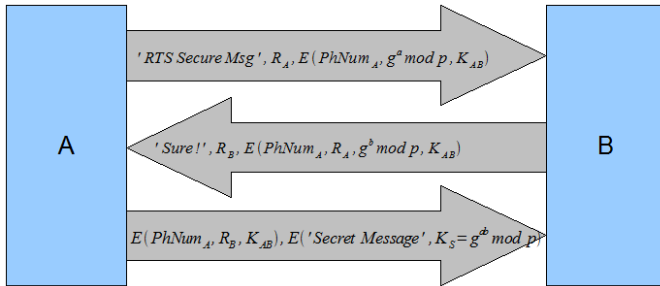 ' RTS Secure Msg' , R_A , E ( PhNum_A , g^a mod p , K_AB )
A
B
' Sure !' , R_B , E ( PhNum_A , R_A , g^b mod p , K_AB )
E ( PhNum_A , R_B , K_AB ) , E ( 'Secret Message' , K_S = g^ab mod p )